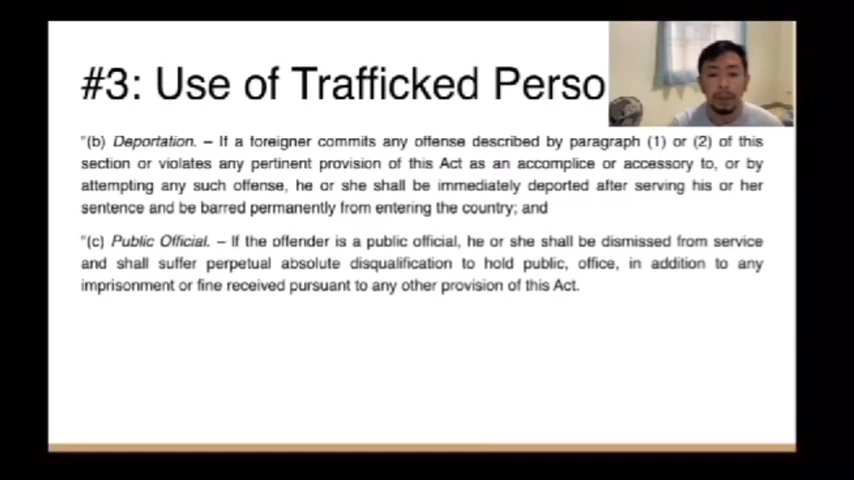 #3: Use of Trafficked Perso
"(b) Deportation. – If a foreigner commits any offense described by paragraph (1) or (2) of this
section or violates any pertinent provision of this Act as an accomplice or accessory to, or by
attempting any such offense, he or she shall be immediately deported after serving his or her
sentence and be barred permanently from entering the country; and
"(c) Public Official. – If the offender is a public official, he or she shall be dismissed from service
and shall suffer perpetual absolute disqualification to hold public, office, in addition to any
imprisonment or fine received pursuant to any other provision of this Act.